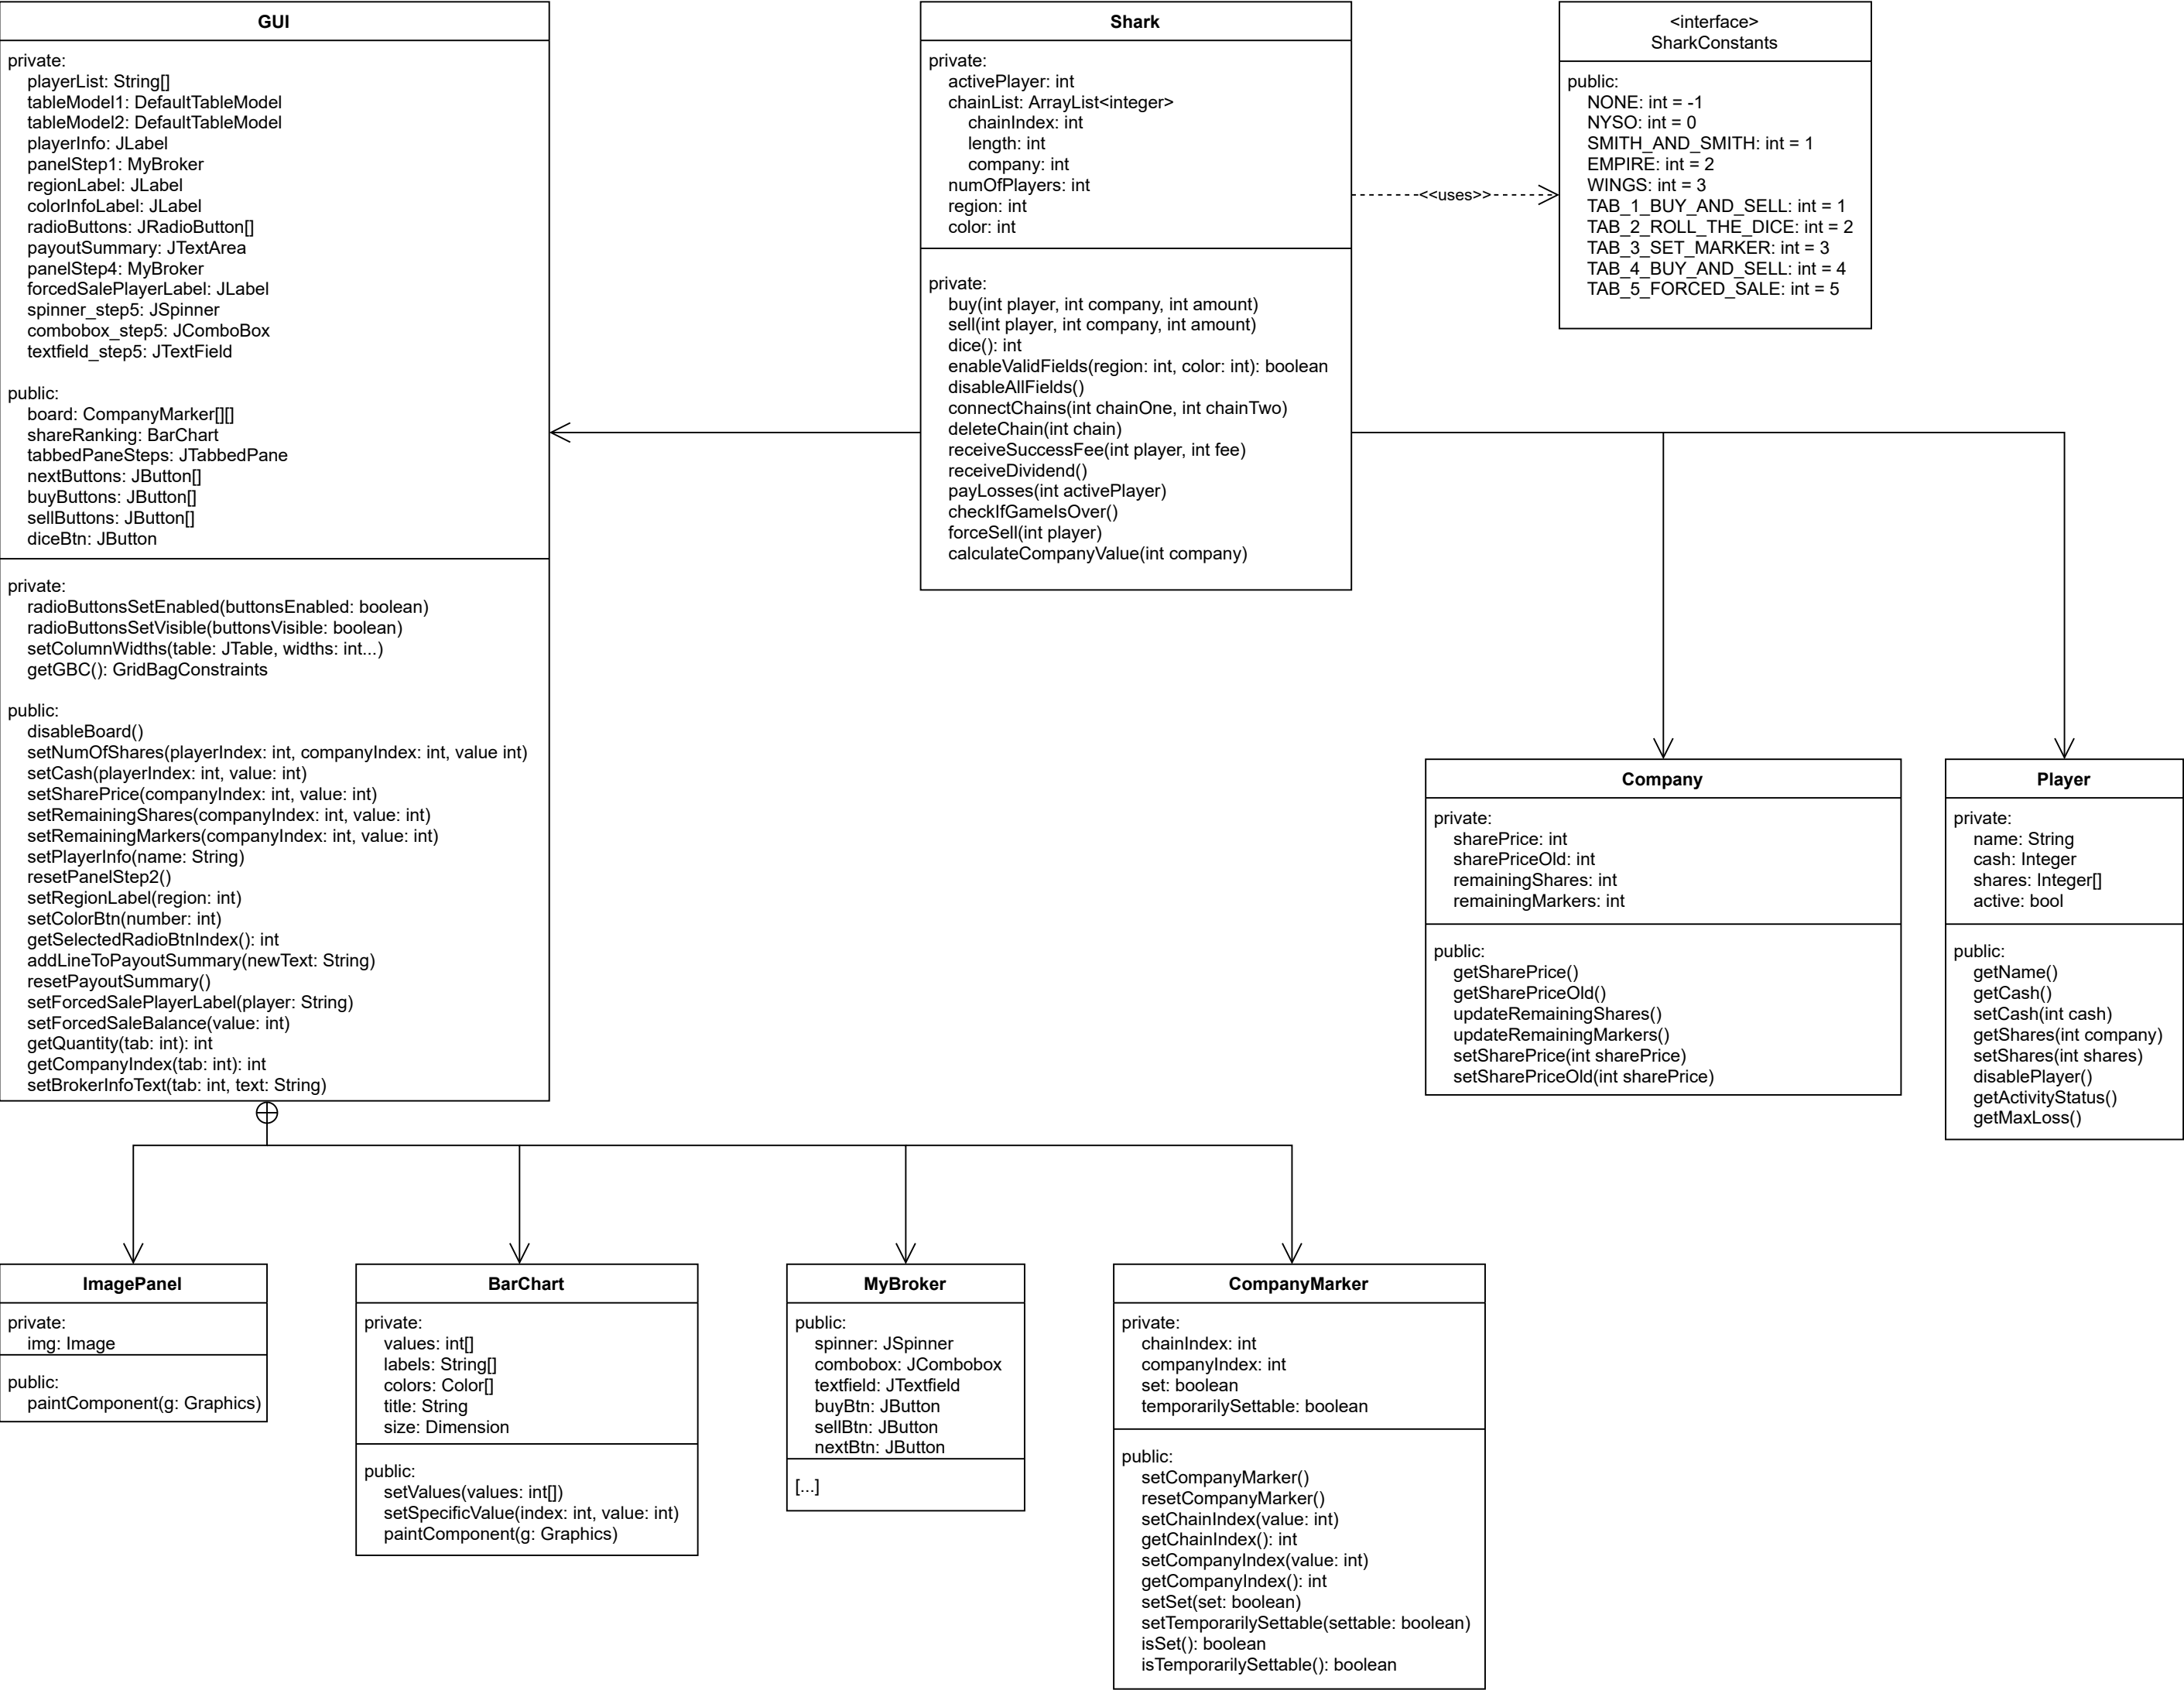 GUI
private:
playerList: String[]
tableModel1: DefaultTableModel
tableModel2: DefaultTableModel
playerInfo: JLabel
panelStep1: MyBroker
regionLabel: JLabel
colorInfoLabel: JLabel
radioButtons: JRadioButton[]
payoutSummary: JTextArea
panelStep4: MyBroker
forcedSalePlayerLabel: JLabel
spinner_step5: JSpinner
combobox_step5: JComboBox
textfield_step5: JTextField
public:
board: CompanyMarker[][]
shareRanking: BarChart
tabbedPaneSteps: JTabbedPane
nextButtons: JButton[]
buyButtons: JButton[]
sellButtons: JButton[]
diceBtn: JButton
private:
radioButtonsSetEnabled(buttonsEnabled: boolean)
radioButtonsSetVisible(buttonsVisible: boolean)
setColumnWidths(table: JTable, widths: int...)
getGBC(): GridBagConstraints
public:
disableBoard()
setNumOfShares(playerIndex: int, companyIndex: int, value int)
setCash(playerIndex: int, value: int)
setSharePrice(companyIndex: int, value: int)
setRemainingShares(companyIndex: int, value: int)
setRemainingMarkers(companyIndex: int, value: int)
setPlayerInfo(name: String)
resetPanelStep2()
setRegionLabel(region: int)
setColorBtn(number: int)
getSelectedRadioBtnIndex(): int
addLineToPayoutSummary(newText: String)
resetPayoutSummary()
setForcedSalePlayerLabel(player: String)
setForcedSaleBalance(value: int)
getQuantity(tab: int): int
getCompanyIndex(tab: int): int
setBrokerInfoText(tab: int, text: String)
Shark
private:
activePlayer: int
chainList: ArrayList<integer>
chainIndex: int
length: int
company: int
numOfPlayers: int
region: int
color: int
private:
buy(int player, int company, int amount)
sell(int player, int company, int amount)
dice(): int
enableValidFields(region: int, color: int): boolean
disableAllFields()
connectChains(int chainOne, int chainTwo)
deleteChain(int chain)
receiveSuccessFee(int player, int fee)
receiveDividend()
payLosses(int activePlayer)
checkIfGameIsOver()
forceSell(int player)
calculateCompanyValue(int company)
<<uses>>
<interface>
SharkConstants
public:
NONE: int = -1
NYSO: int = 0
SMITH_AND_SMITH: int = 1
EMPIRE: int = 2
WINGS: int = 3
TAB_1_BUY_AND_SELL: int = 1
TAB_2_ROLL_THE_DICE: int = 2
TAB_3_SET_MARKER: int = 3
TAB_4_BUY_AND_SELL: int = 4
TAB_5_FORCED_SALE: int = 5
Company
private:
sharePrice: int
sharePriceOld: int
remainingShares: int
remainingMarkers: int
public:
getSharePrice()
getSharePriceOld()
updateRemainingShares()
updateRemainingMarkers()
setSharePrice(int sharePrice)
setSharePriceOld(int sharePrice)
Player
private:
name: String
cash: Integer
shares: Integer[]
active: bool
public:
getName()
getCash()
setCash(int cash)
getShares(int company)
setShares(int shares)
disablePlayer()
getActivityStatus()
getMaxLoss()
ImagePanel
private:
img: Image
public:
paintComponent(g: Graphics)
BarChart
private:
values: int[]
labels: String[]
colors: Color[]
title: String
size: Dimension
public:
setValues(values: int[])
setSpecificValue(index: int, value: int)
paintComponent(g: Graphics)
MyBroker
public:
spinner: JSpinner
combobox: JCombobox
textfield: JTextfield
buyBtn: JButton
sellBtn: JButton
nextBtn: JButton
[...]
CompanyMarker
private:
chainIndex: int
companyIndex: int
set: boolean
temporarilySettable: boolean
public:
setCompanyMarker()
resetCompanyMarker()
setChainIndex(value: int)
getChainIndex(): int
setCompanyIndex(value: int)
getCompanyIndex(): int
setSet(set: boolean)
setTemporarilySettable(settable: boolean)
isSet(): boolean
isTemporarilySettable(): boolean